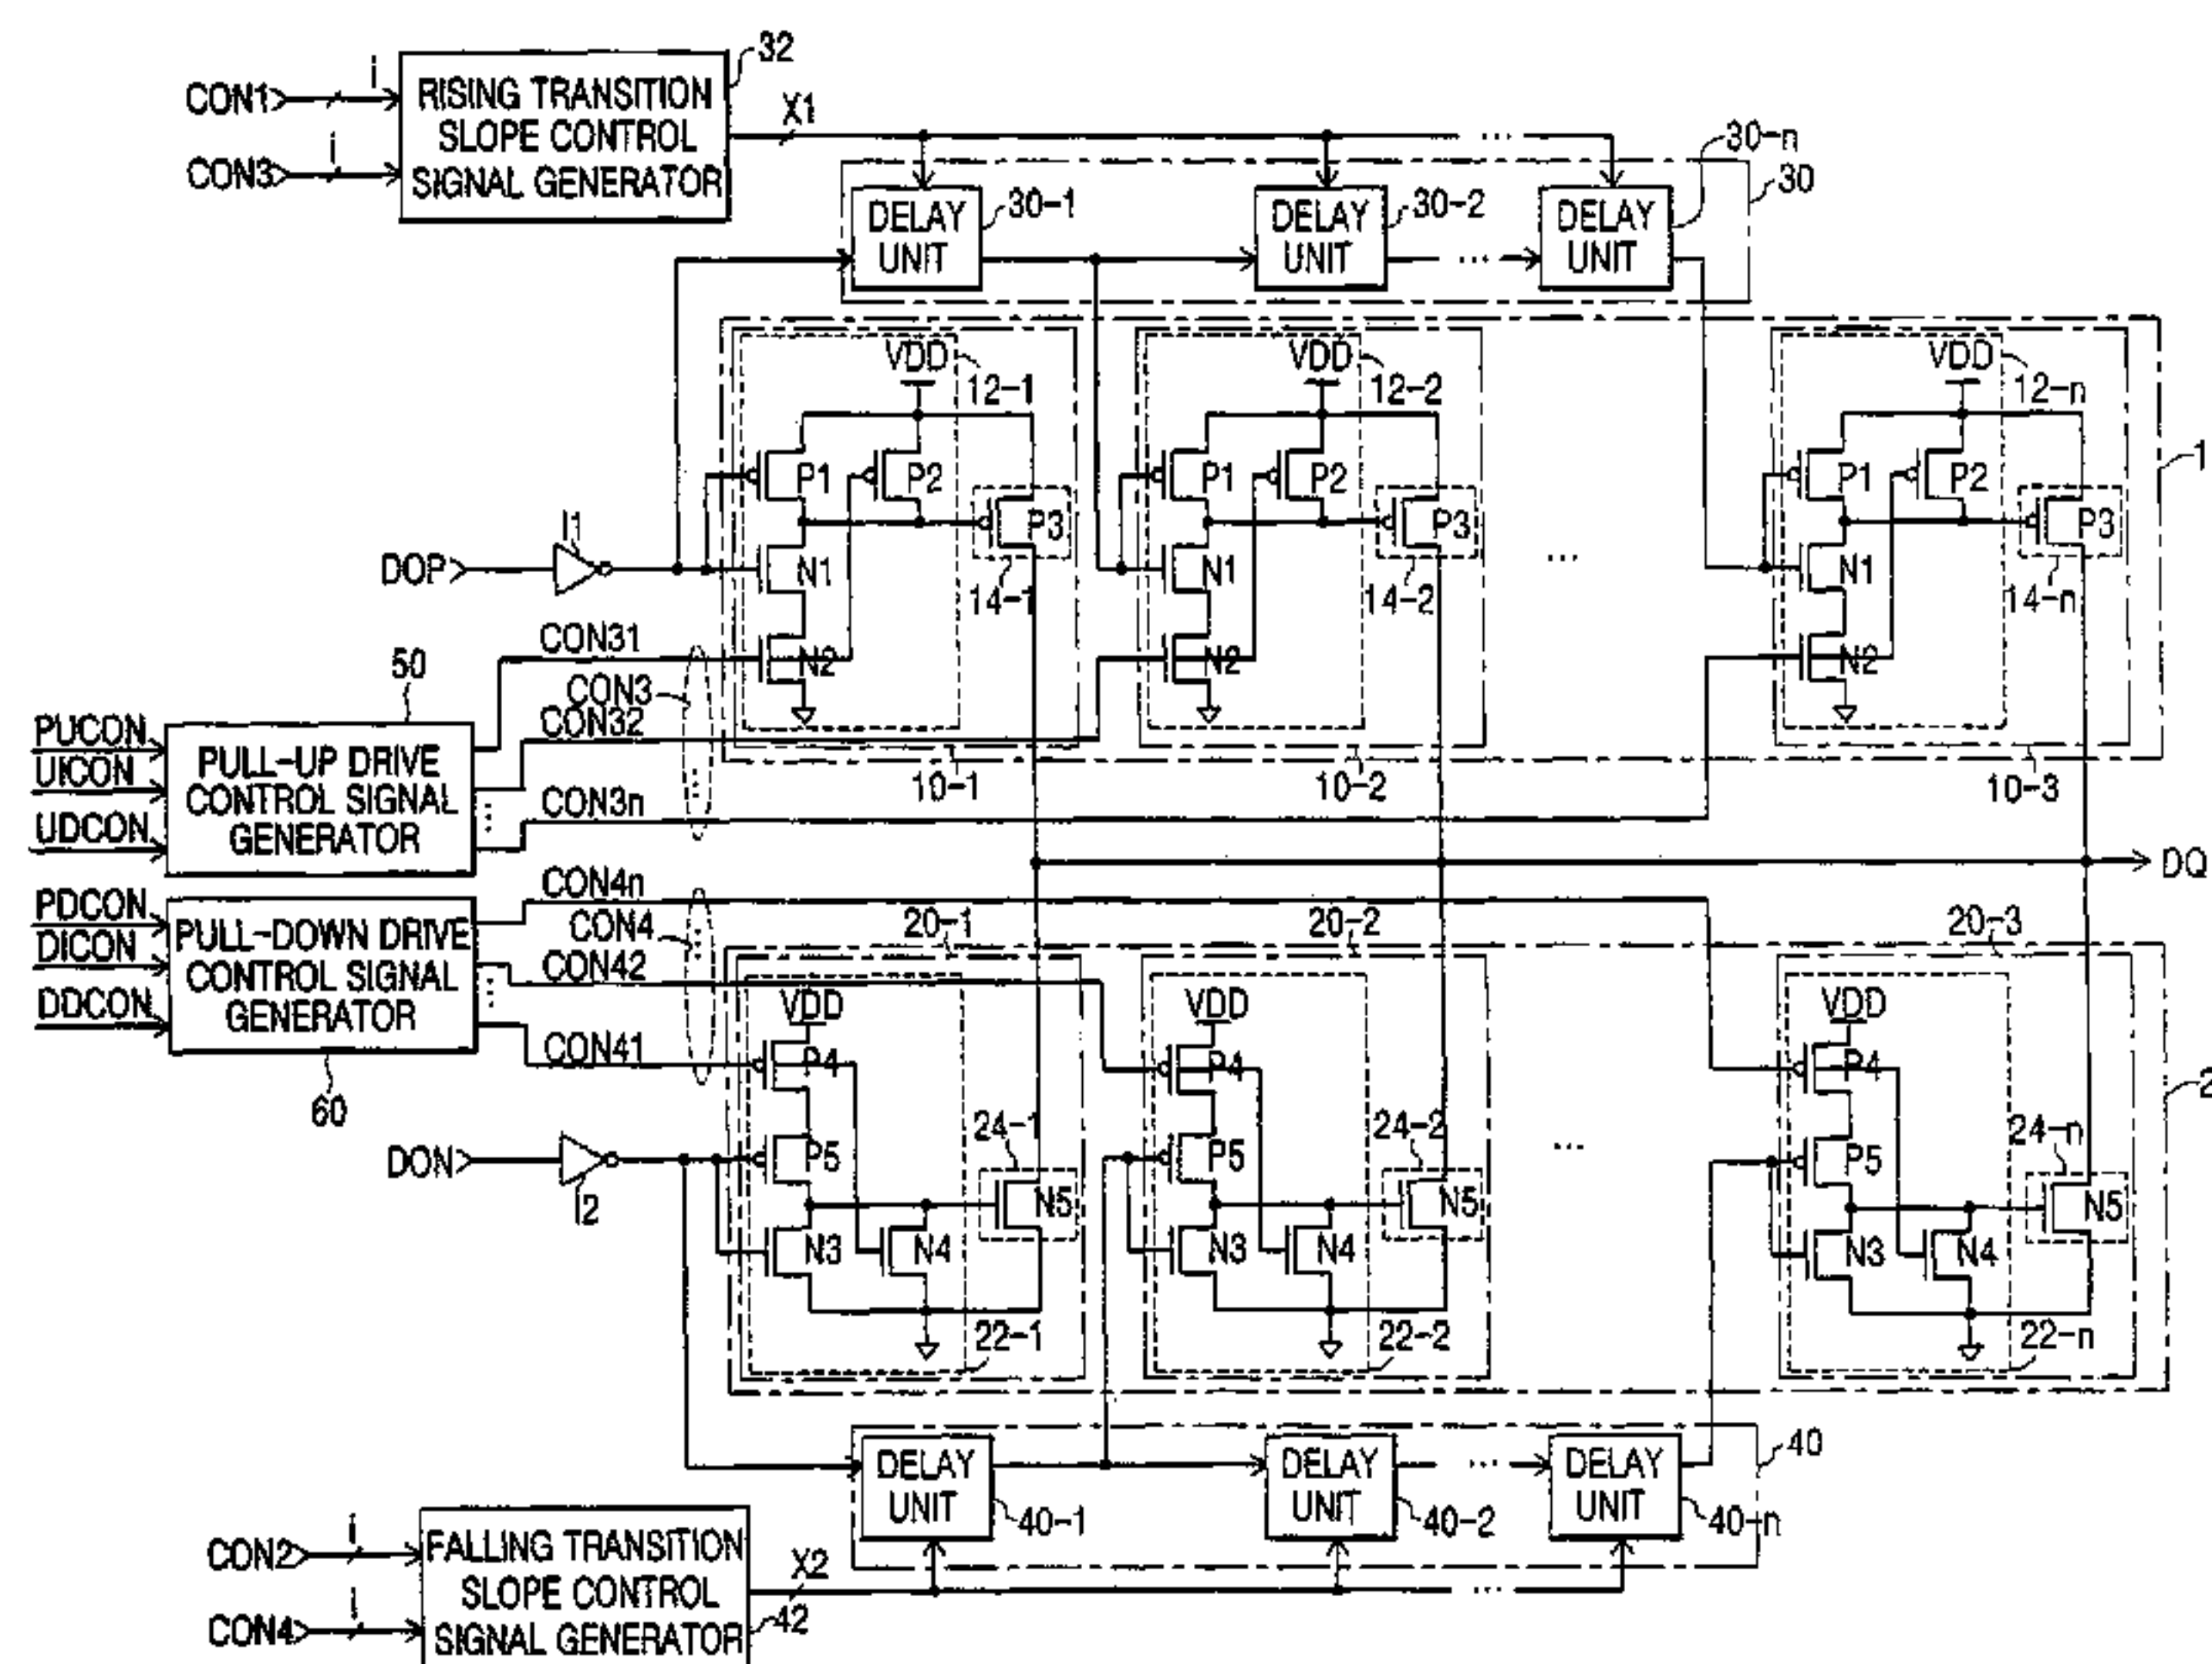 32
i
CON1
RISING TRANSITION
SLOPE CONTROL
SIGNAL GENERATOR
X1
i
CON3
30-n
30
DELAY
UNIT
30-1
DELAY
UNIT
30-2
DELAY
UNIT
VDD
12-1
VDD
12-2
VDD
12-n
1
P1
P2
P3
P1
P2
P3
P1
P2
P3
I1
DOP
N1
14-1
N1
14-2
...
N1
14-n
CON31
N2
N2
N2
50
CON3
CON32
PUCON
UICON
UDCON
PULL-UP DRIVE
CONTROL SIGNAL
GENERATOR
10-1
10-2
10-3
CON3n
DQ
CON4n
PDCON
DICON
DDCON
PULL-DOWN DRIVE
CONTROL SIGNAL
GENERATOR
CON4
CON42
20-1
20-2
20-3
VDD
VDD
VDD
CON41
P4
P4
P4
2
60
24-1
24-2
24-n
DON
I2
P5
P5
P5
...
N5
N5
N5
N3
N4
N3
N4
N3
N4
22-1
22-2
22-n
DELAY
UNIT
40-1
DELAY
UNIT
40-2
DELAY
UNIT
40-n
40
i
CON2
FALLING TRANSITION
SLOPE CONTROL
SIGNAL GENERATOR
X2
i
CON4
42